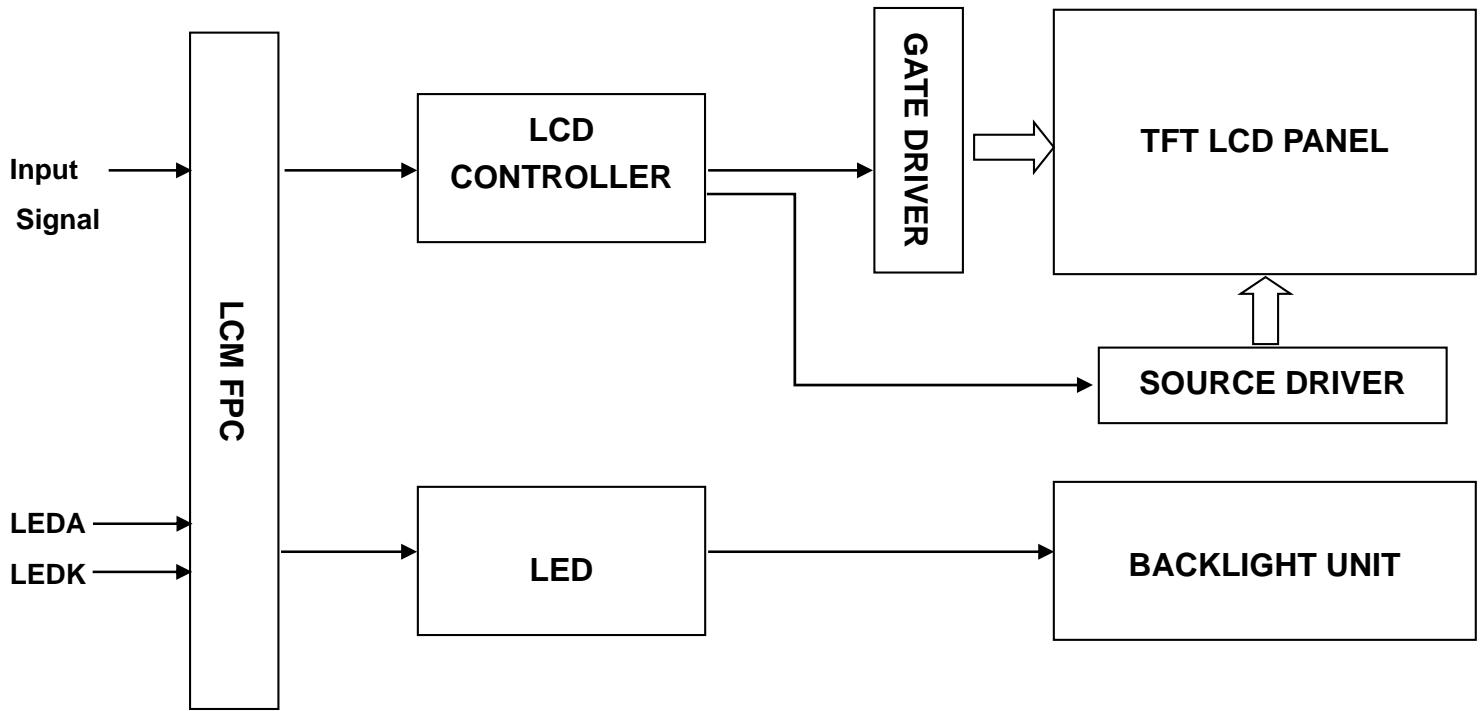 Input
Signal
LEDA
LEDK
LCM FPC
LCD
CONTROLLER
LED
GATE DRIVER
TFT LCD PANEL
SOURCE DRIVER
BACKLIGHT UNIT